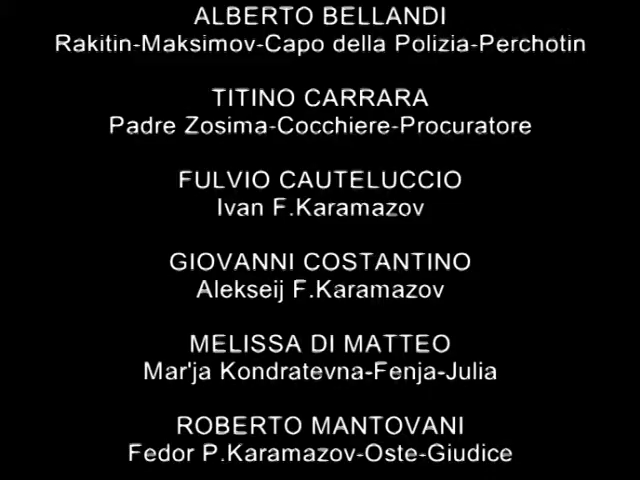 ALBERTO BELLANDI
Rakitin-Maksimov-Capo della Polizia-Perchotin
TITINO CARRARA
Padre Zosima-Cocchiere-Procuratore
FULVIO CAUTELUCCIO
Ivan F.Karamazov
GIOVANNI COSTANTINO
Alekseij F.Karamazov
MELISSA DI MATTEO
Mar'ja Kondratevna-Fenja-Julia
ROBERTO MANTOVANI
Fedor P.Karamazov-Oste-Giudice